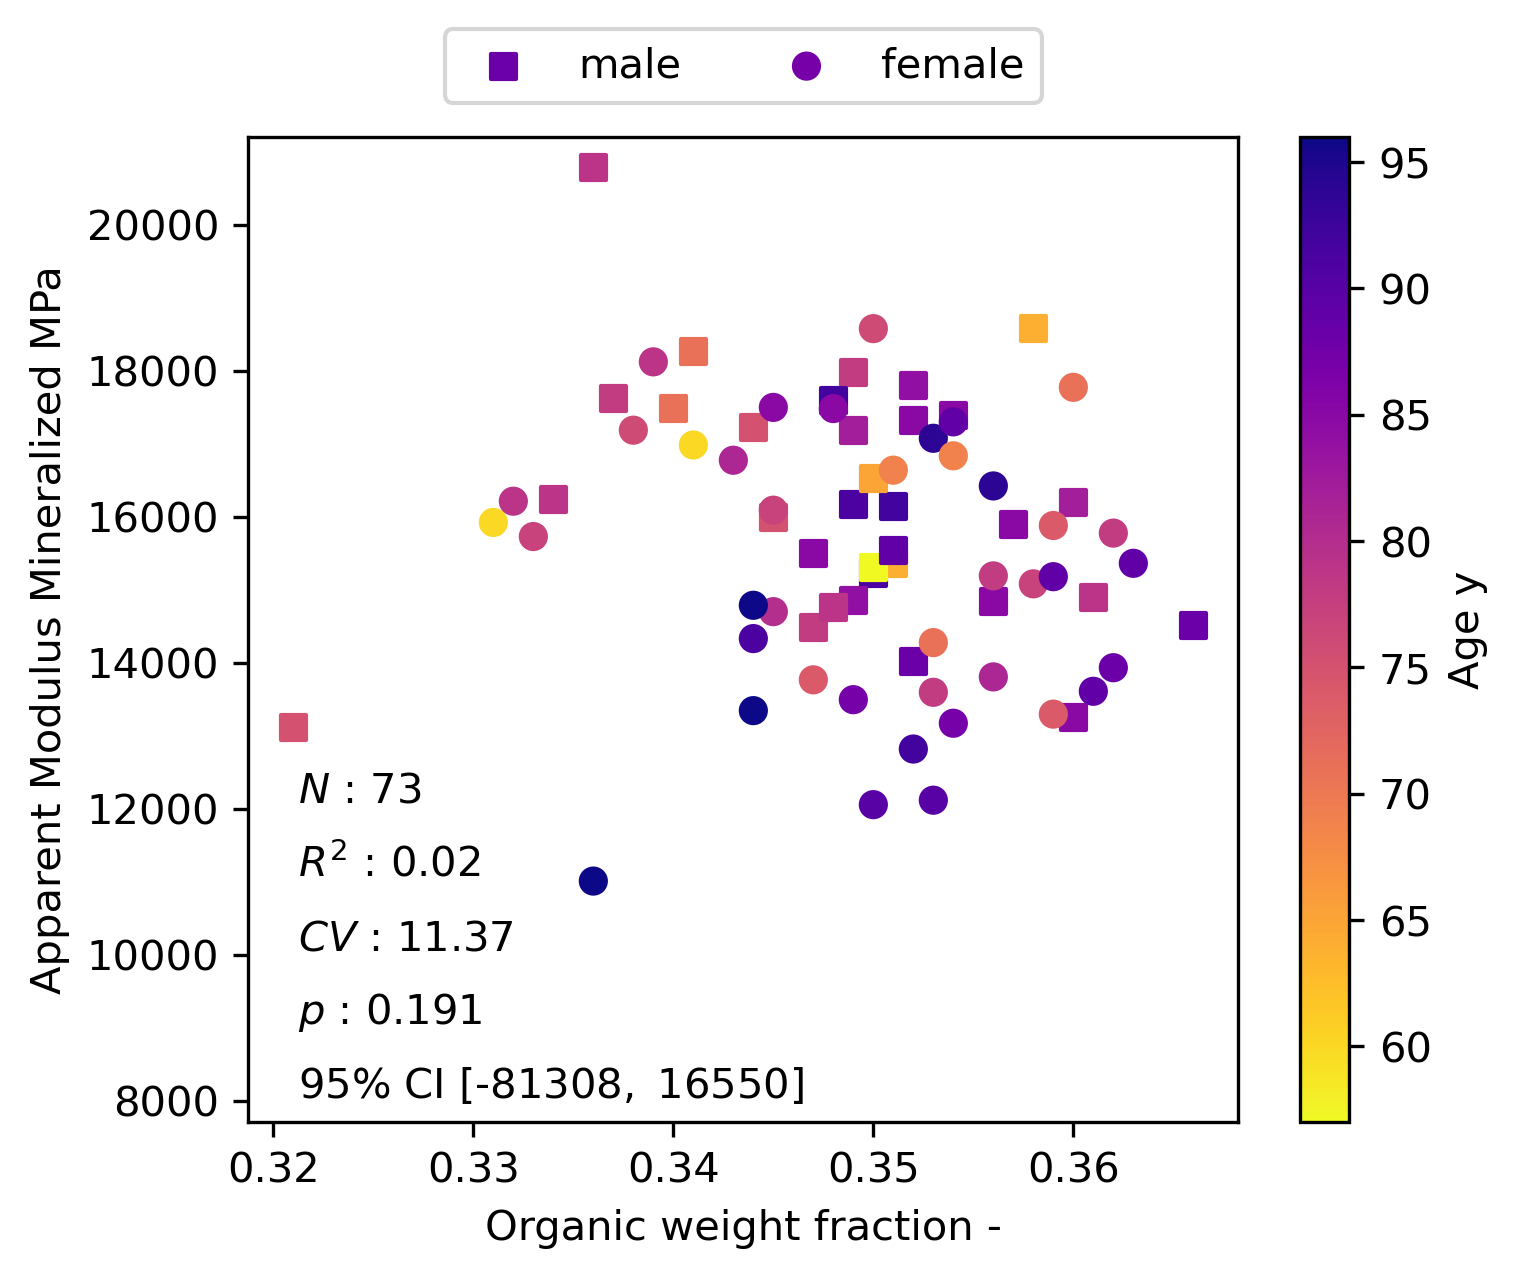 male female
20000
18000
16000
14000
12000
10000
8000
Apparent Modulus Mineralized MPa
N : 73
R² : 0.02
CV : 11.37
p : 0.191
95% CI [-81308, 16550]
0.32 0.33 0.34 0.35 0.36
Organic weight fraction -
95
90
85
80
75
70
65
60
Age y